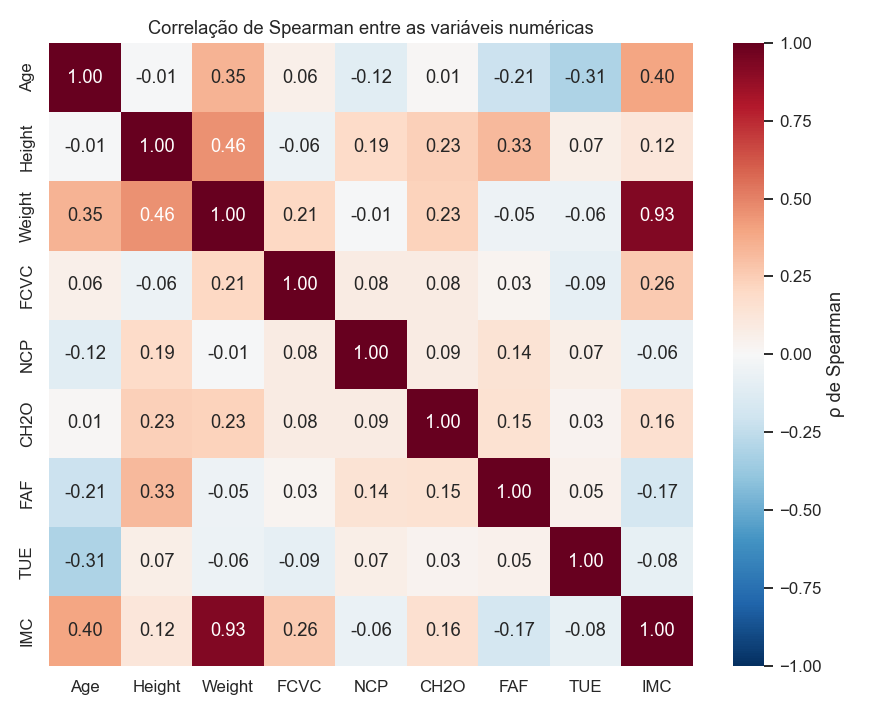 Correlação de Spearman entre as variáveis numéricas
Age 1.00 -0.01 0.35 0.06 -0.12 0.01 -0.21 -0.31 0.40
Height -0.01 1.00 0.46 -0.06 0.19 0.23 0.33 0.07 0.12
Weight 0.35 0.46 1.00 0.21 -0.01 0.23 -0.05 -0.06 0.93
FCVC 0.06 -0.06 0.21 1.00 0.08 0.08 0.03 -0.09 0.26
NCP -0.12 0.19 -0.01 0.08 1.00 0.09 0.14 0.07 -0.06
CH2O 0.01 0.23 0.23 0.08 0.09 1.00 0.15 0.03 0.16
FAF -0.21 0.33 -0.05 0.03 0.14 0.15 1.00 0.05 -0.17
TUE -0.31 0.07 -0.06 -0.09 0.07 0.03 0.05 1.00 -0.08
IMC 0.40 0.12 0.93 0.26 -0.06 0.16 -0.17 -0.08 1.00
Age Height Weight FCVC NCP CH2O FAF TUE IMC
1.00
0.75
0.50
0.25
0.00
−0.25
−0.50
−0.75
−1.00
ρ de Spearman